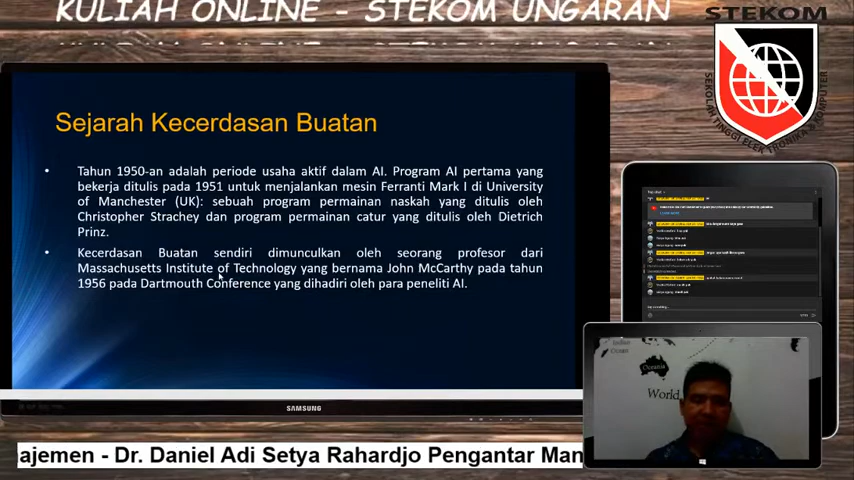 KULIAH ONLINE - STEKOM UNGARAN
STEKOM
SEKOLAH TINGGI ELEKTRONIKA & KOMPUTER
Sejarah Kecerdasan Buatan
• Tahun 1950-an adalah periode usaha aktif dalam AI. Program AI pertama yang
bekerja ditulis pada 1951 untuk menjalankan mesin Ferranti Mark I di University
of Manchester (UK): sebuah program permainan naskah yang ditulis oleh
Christopher Strachey dan program permainan catur yang ditulis oleh Dietrich
Prinz.
• Kecerdasan Buatan sendiri dimunculkan oleh seorang profesor dari
Massachusetts Institute of Technology yang bernama John McCarthy pada tahun
1956 pada Dartmouth Conference yang dihadiri oleh para peneliti AI.
SAMSUNG
Indian
Ocean
Oceania
World
ajemen - Dr. Daniel Adi Setya Rahardjo Pengantar Man